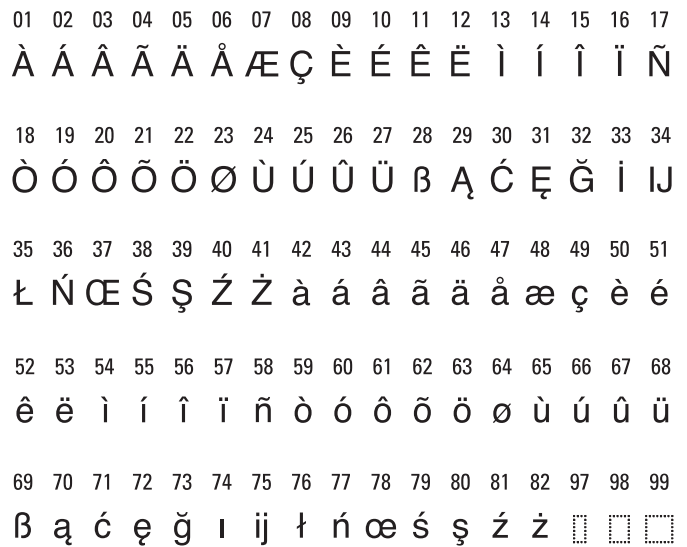 01 02 03 04 05 06 07 08 09 10 11 12 13 14 15 16 17
À Á Â Ã Ä Å Æ Ç È É Ê Ë Ì Í Î Ï Ñ
18 19 20 21 22 23 24 25 26 27 28 29 30 31 32 33 34
Ò Ó Ô Õ Ö Ø Ù Ú Û Ü ß Ą Ć Ę Ğ İ IJ
35 36 37 38 39 40 41 42 43 44 45 46 47 48 49 50 51
Ł Ń Œ Ś Ş Ź Ż à á â ã ä å æ ç è é
52 53 54 55 56 57 58 59 60 61 62 63 64 65 66 67 68
ê ë ì í î ï ñ ò ó ô õ ö ø ù ú û ü
69 70 71 72 73 74 75 76 77 78 79 80 81 82 97 98 99
ß ą ć ę ğ ı ij ł ń œ ś ş ź ż